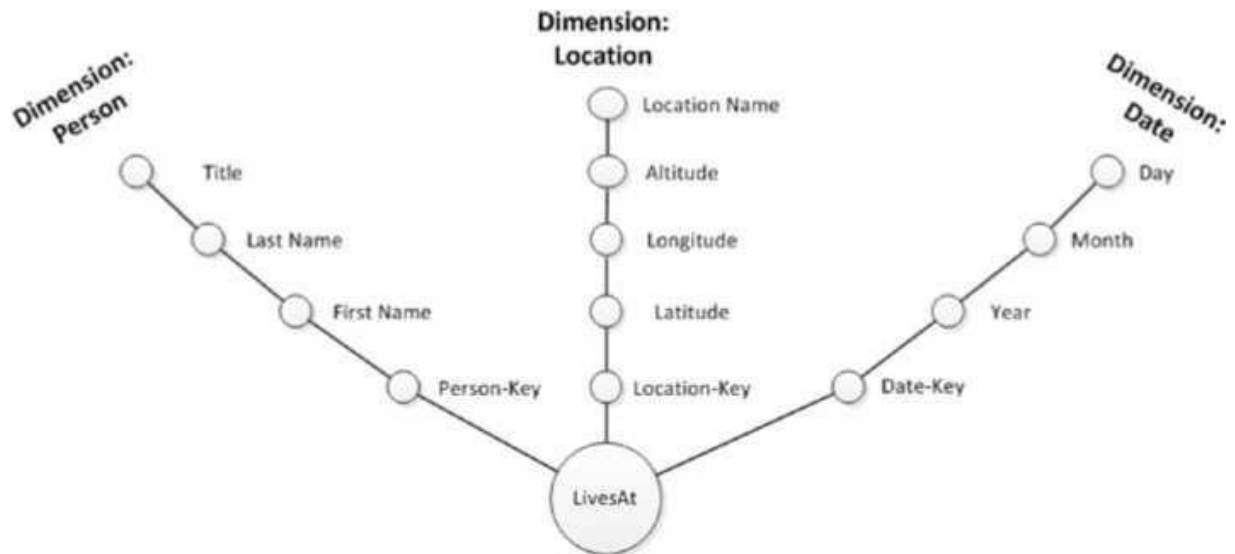 Dimension:
Person
Title
Last Name
First Name
Person-Key
Dimension:
Location
Location Name
Altitude
Longitude
Latitude
Location-Key
Dimension:
Date
Day
Month
Year
Date-Key
LivesAt